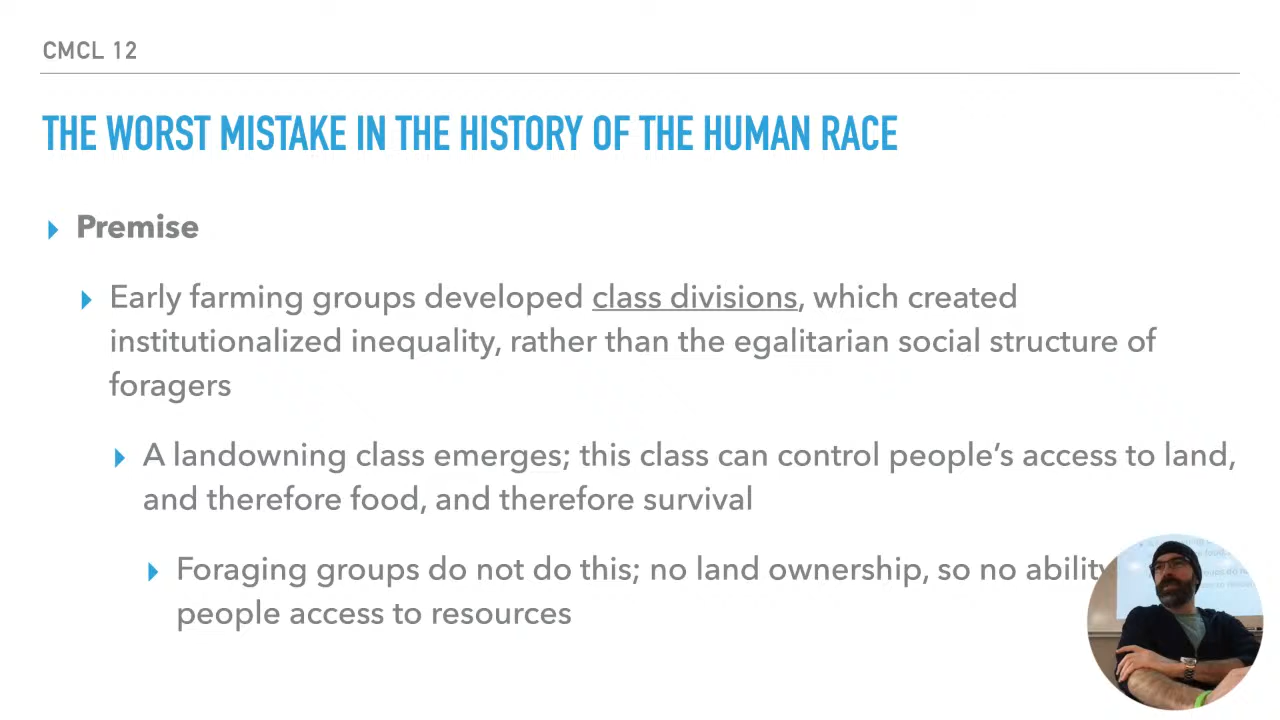 CMCL 12
THE WORST MISTAKE IN THE HISTORY OF THE HUMAN RACE
Premise
Early farming groups developed class divisions, which created
institutionalized inequality, rather than the egalitarian social structure of
foragers
A landowning class emerges; this class can control people’s access to land,
and therefore food, and therefore survival
Foraging groups do not do this; no land ownership, so no ability
people access to resources